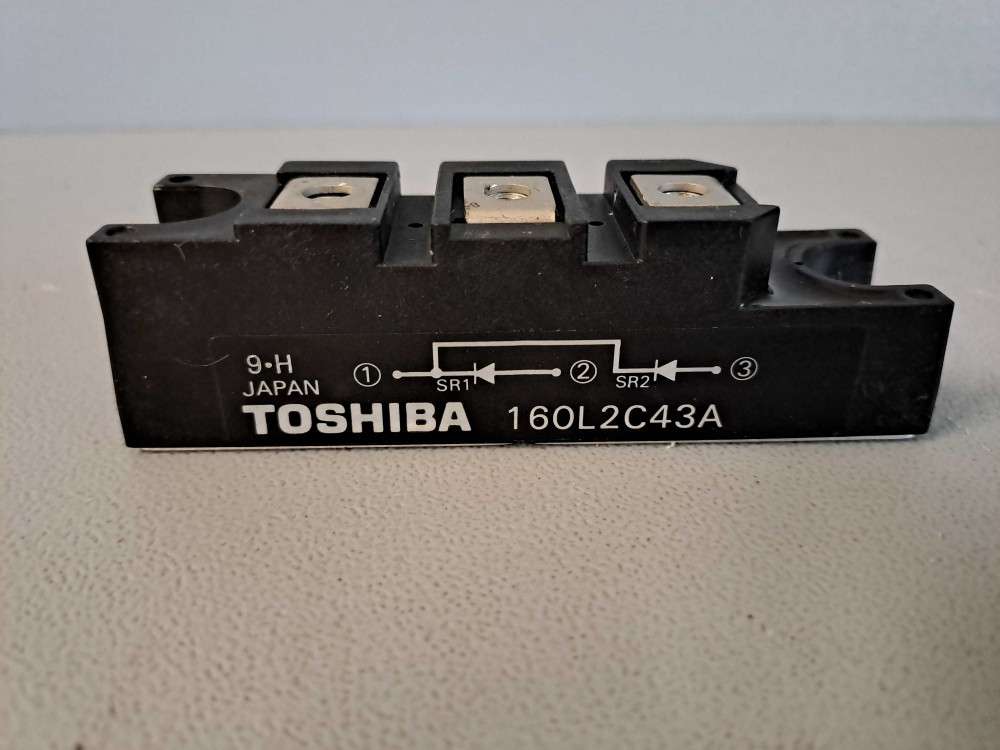 9•H
JAPAN
① SR1 ② SR2 ③
TOSHIBA 160L2C43A